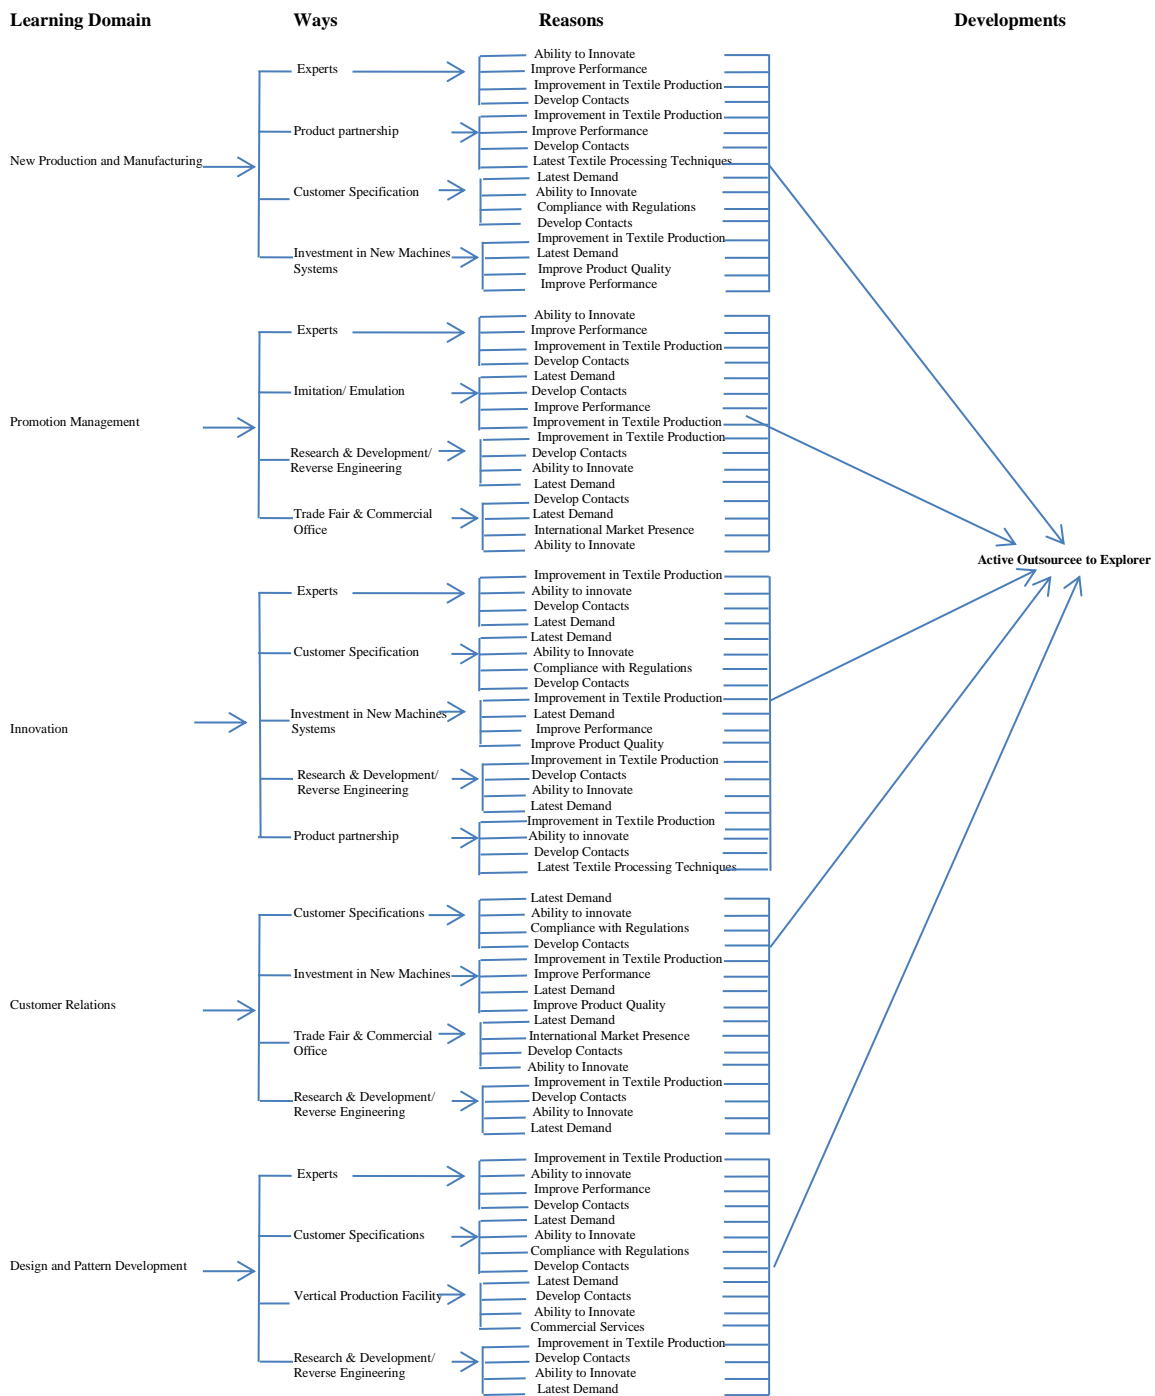 Learning Domain Ways Reasons Developments
New Production and Manufacturing
Experts
Ability to Innovate
Improve Performance
Improvement in Textile Production
Develop Contacts
Product partnership
Improvement in Textile Production
Improve Performance
Develop Contacts
Latest Textile Processing Techniques
Customer Specification
Latest Demand
Ability to Innovate
Compliance with Regulations
Develop Contacts
Investment in New Machines
Systems
Improvement in Textile Production
Latest Demand
Improve Product Quality
Improve Performance
Promotion Management
Experts
Ability to Innovate
Improve Performance
Improvement in Textile Production
Develop Contacts
Imitation/ Emulation
Latest Demand
Develop Contacts
Improve Performance
Improvement in Textile Production
Research & Development/
Reverse Engineering
Improvement in Textile Production
Develop Contacts
Ability to Innovate
Latest Demand
Trade Fair & Commercial
Office
Develop Contacts
Latest Demand
International Market Presence
Ability to Innovate
Active Outsourcee to Explorer
Innovation
Experts
Improvement in Textile Production
Ability to innovate
Develop Contacts
Latest Demand
Customer Specification
Latest Demand
Ability to Innovate
Compliance with Regulations
Develop Contacts
Investment in New Machines
Systems
Improvement in Textile Production
Latest Demand
Improve Performance
Improve Product Quality
Research & Development/
Reverse Engineering
Improvement in Textile Production
Develop Contacts
Ability to Innovate
Latest Demand
Product partnership
Improvement in Textile Production
Ability to innovate
Develop Contacts
Latest Textile Processing Techniques
Customer Relations
Customer Specifications
Latest Demand
Ability to innovate
Compliance with Regulations
Develop Contacts
Investment in New Machines
Improvement in Textile Production
Improve Performance
Latest Demand
Improve Product Quality
Trade Fair & Commercial
Office
Latest Demand
International Market Presence
Develop Contacts
Ability to Innovate
Research & Development/
Reverse Engineering
Improvement in Textile Production
Develop Contacts
Ability to Innovate
Latest Demand
Design and Pattern Development
Experts
Improvement in Textile Production
Ability to innovate
Improve Performance
Develop Contacts
Customer Specifications
Latest Demand
Ability to Innovate
Compliance with Regulations
Develop Contacts
Vertical Production Facility
Latest Demand
Develop Contacts
Ability to Innovate
Commercial Services
Research & Development/
Reverse Engineering
Improvement in Textile Production
Develop Contacts
Ability to Innovate
Latest Demand